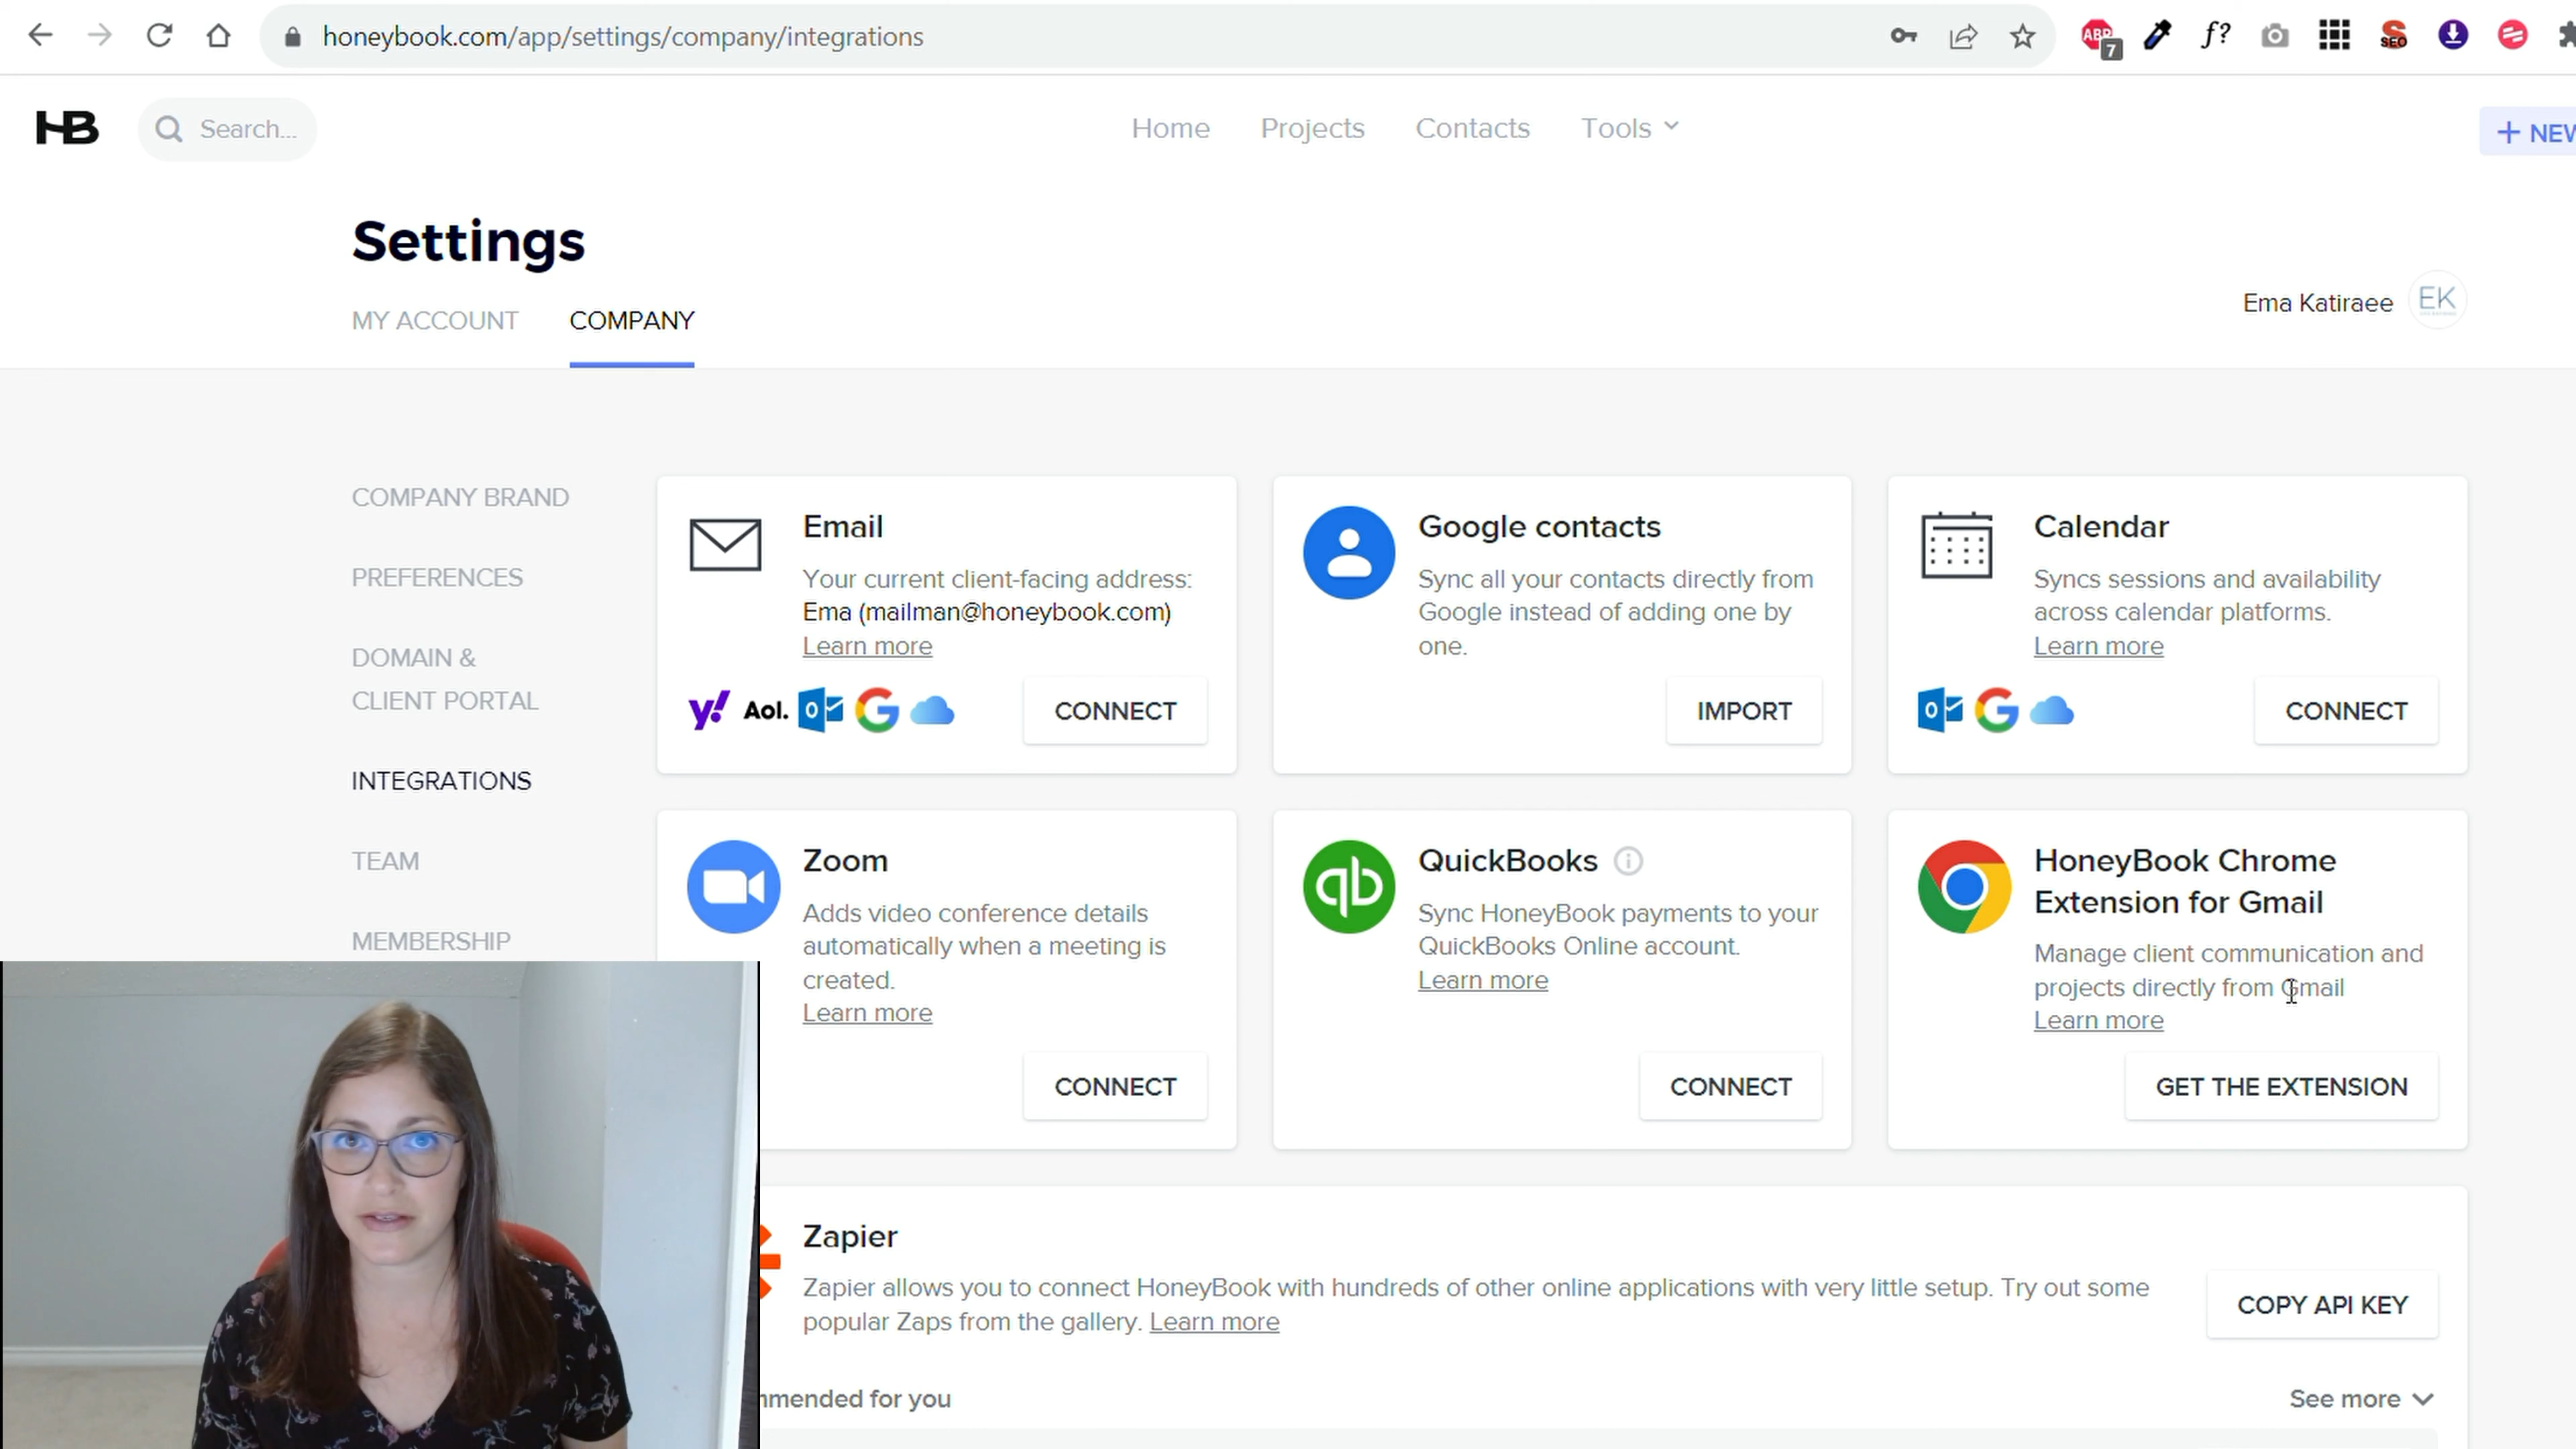 honeybook.com/app/settings/company/integrations
ABP
7
f?
SEO
HB
Search...
Home
Projects
Contacts
Tools
+ NEW
Settings
MY ACCOUNT
COMPANY
Ema Katiraee
EK
COMPANY BRAND
PREFERENCES
DOMAIN &
CLIENT PORTAL
INTEGRATIONS
TEAM
MEMBERSHIP
Email
Your current client-facing address:
Ema (mailman@honeybook.com)
Learn more
y!
Aol.
CONNECT
Google contacts
Sync all your contacts directly from
Google instead of adding one by
one.
IMPORT
Calendar
Syncs sessions and availability
across calendar platforms.
Learn more
CONNECT
Zoom
Adds video conference details
automatically when a meeting is
created.
Learn more
CONNECT
qb
QuickBooks
Sync HoneyBook payments to your
QuickBooks Online account.
Learn more
CONNECT
HoneyBook Chrome
Extension for Gmail
Manage client communication and
projects directly from Gmail
Learn more
GET THE EXTENSION
Zapier
Zapier allows you to connect HoneyBook with hundreds of other online applications with very little setup. Try out some
popular Zaps from the gallery. Learn more
COPY API KEY
mmended for you
See more